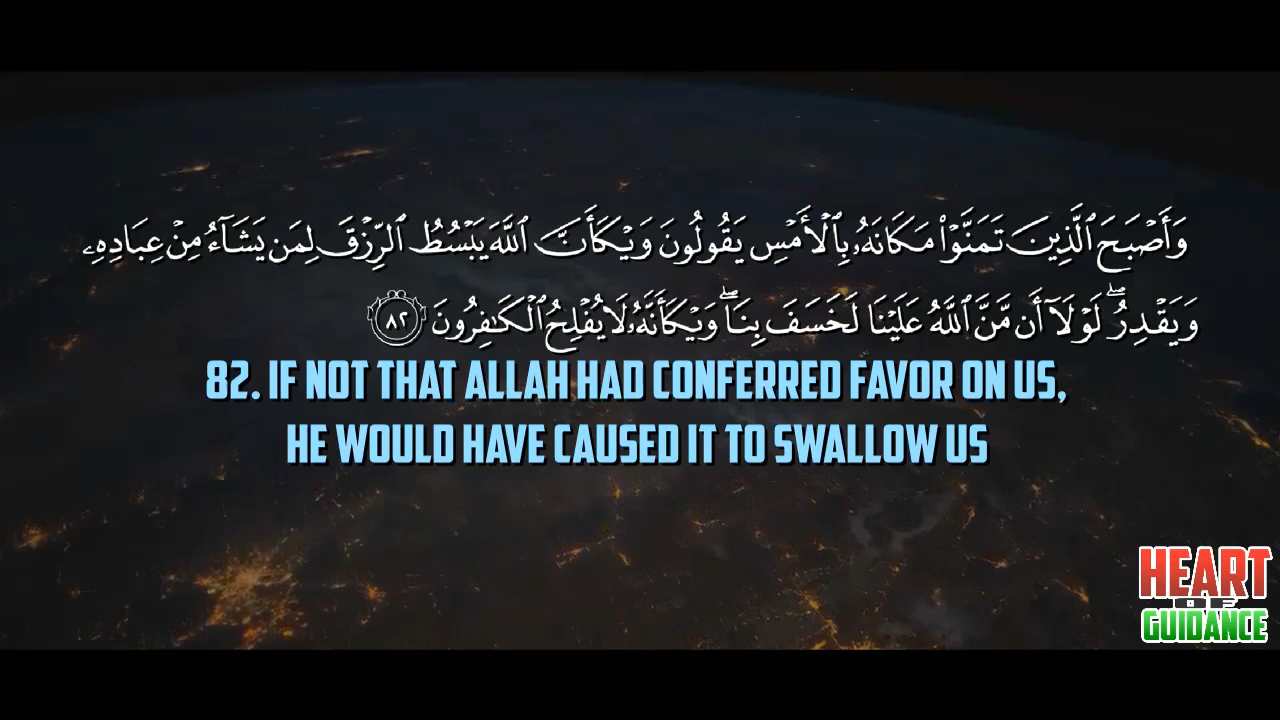 وَأَصْبَحَ ٱلَّذِينَ تَمَنَّوْا۟ مَكَانَهُۥ بِٱلْأَمْسِ يَقُولُونَ وَيْكَأَنَّ ٱللَّهَ يَبْسُطُ ٱلرِّزْقَ لِمَن يَشَآءُ مِنْ عِبَادِهِۦ
وَيَقْدِرُ ۖ لَوْلَآ أَن مَّنَّ ٱللَّهُ عَلَيْنَا لَخَسَفَ بِنَا ۖ وَيْكَأَنَّهُۥ لَا يُفْلِحُ ٱلْكَـٰفِرُونَ ٨٢
82. IF NOT THAT ALLAH HAD CONFERRED FAVOR ON US,
HE WOULD HAVE CAUSED IT TO SWALLOW US
HEART
OF
GUIDANCE